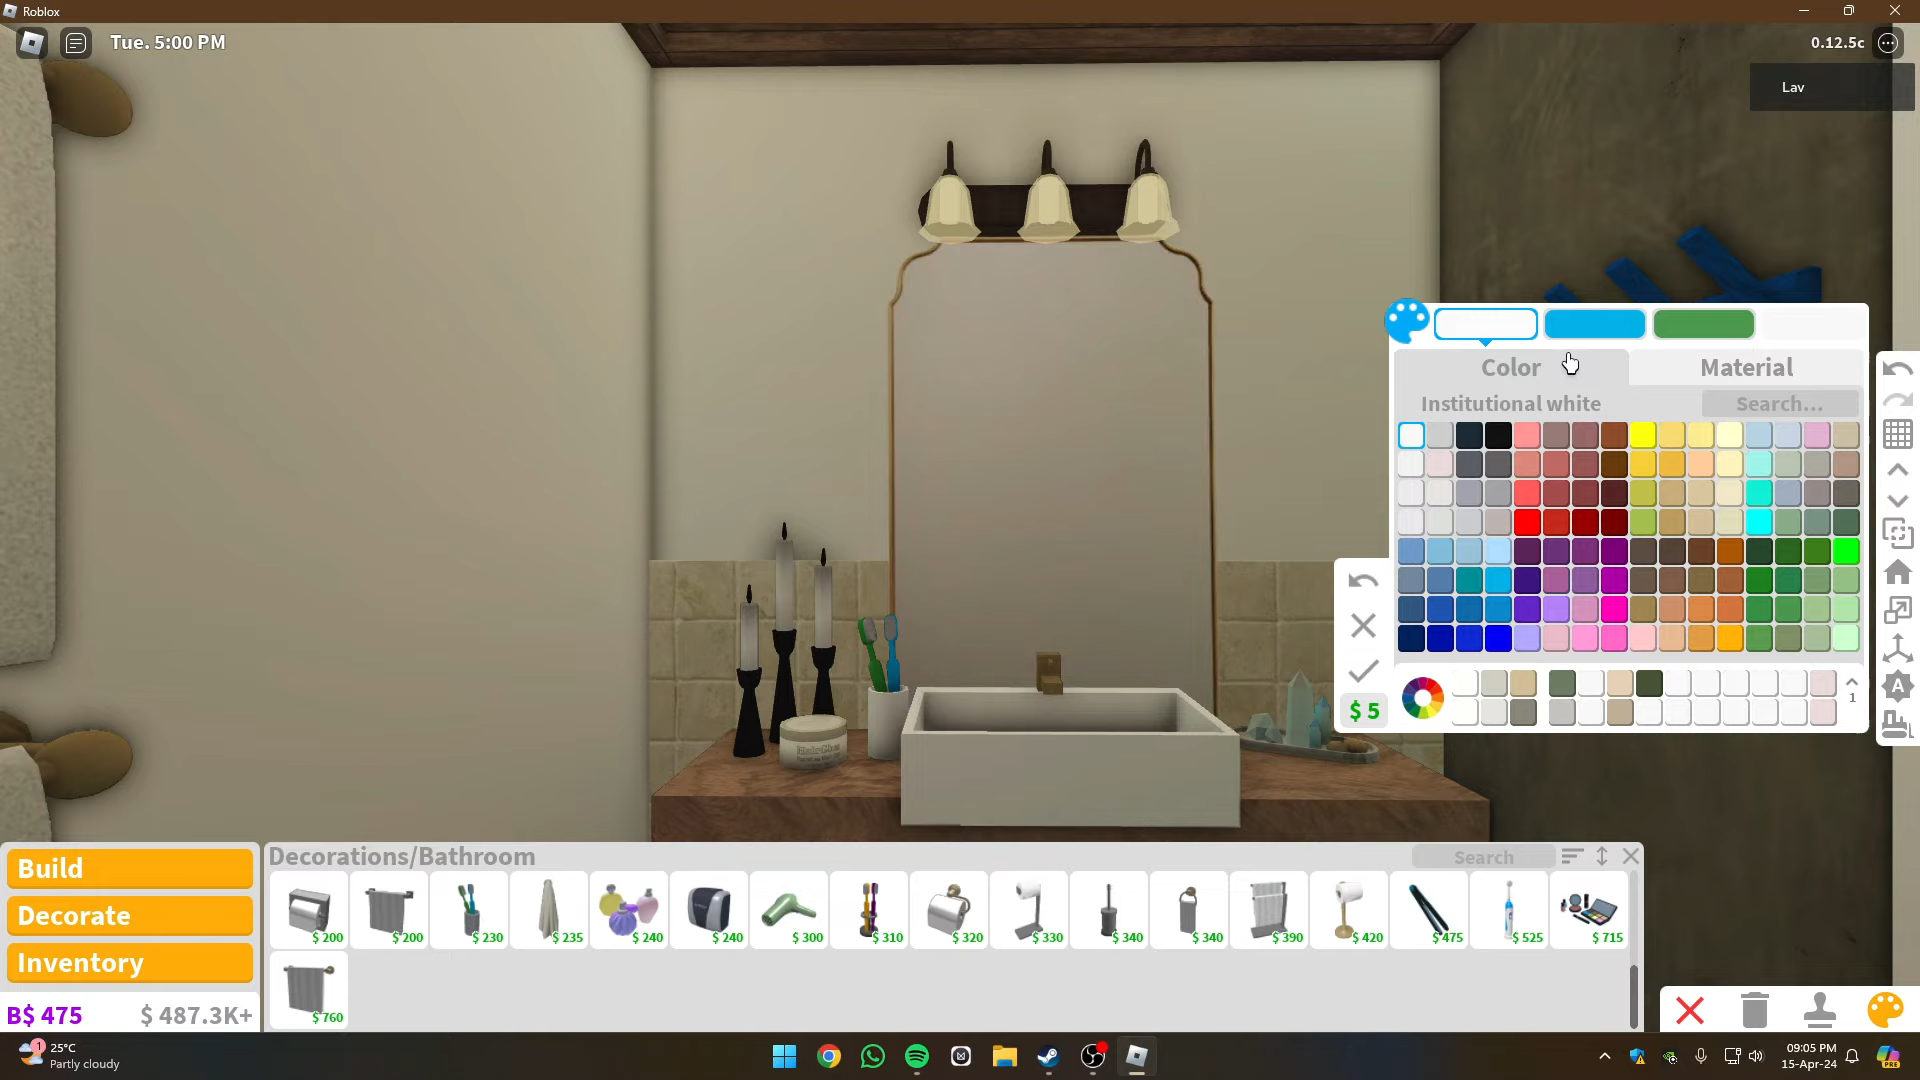 Roblox
Tue. 5:00 PM
0.12.5c
Lav
Color
Material
Institutional white
Search...
$ 5
1
A
Build
Decorate
Inventory
B$ 475
$ 487.3K+
Decorations/Bathroom
Search
$ 200
$ 200
$ 230
$ 235
$ 240
$ 240
$ 300
$ 310
$ 320
$ 330
$ 340
$ 340
$ 390
$ 420
$ 475
$ 525
$ 715
$ 760
1
25°C
Partly cloudy
09:05 PM
15-Apr-24
PRE